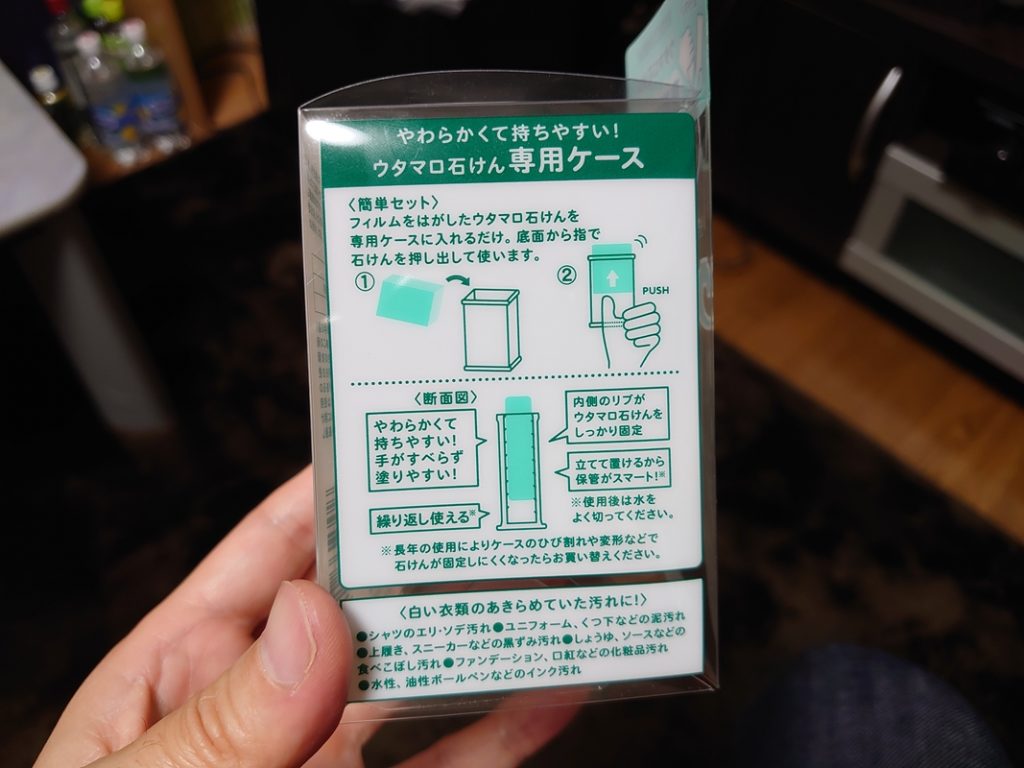 やわらかくて持ちやすい！
ウタマロ石けん専用ケース
〈簡単セット〉
フィルムをはがしたウタマロ石けんを
専用ケースに入れるだけ。底面から指で
石けんを押し出して使います。
①
②
PUSH
〈断面図〉
やわらかくて
持ちやすい！
手がすべらず
塗りやすい！
繰り返し使える※
内側のリブが
ウタマロ石けんを
しっかり固定
立てて置けるから
保管がスマート！※
※使用後は水を
よく切ってください。
※長年の使用によりケースのひび割れや変形などで
石けんが固定しにくくなったらお買い替えください。
〈白い衣類のあきらめていた汚れに！〉
●シャツのエリ・ソデ汚れ●ユニフォーム、くつ下などの泥汚れ
●上履き、スニーカーなどの黒ずみ汚れ●しょうゆ、ソースなどの
食べこぼし汚れ●ファンデーション、口紅などの化粧品汚れ
●水性、油性ボールペンなどのインク汚れ